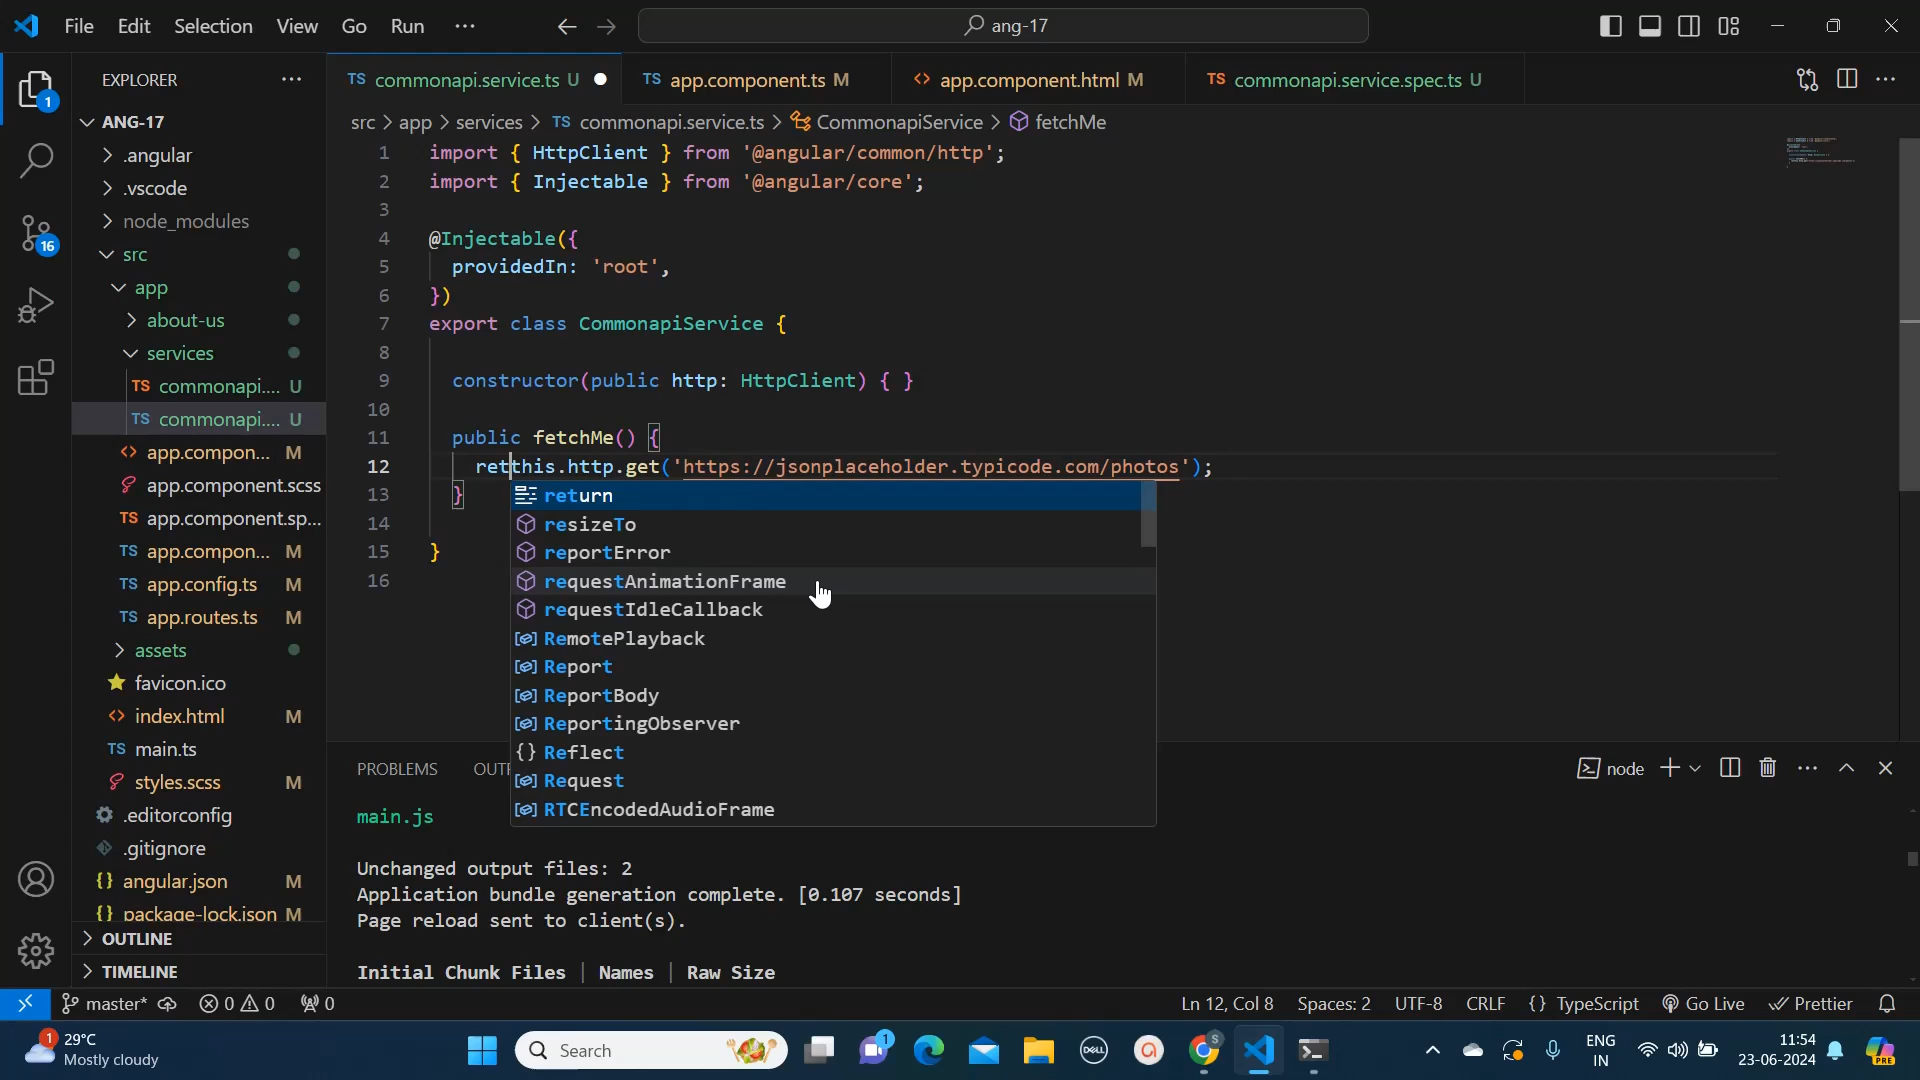 File Edit Selection View Go Run ···
ang-17
EXPLORER ···
TS commonapi.service.ts U
TS app.component.ts M
<> app.component.html M
TS commonapi.service.spec.ts U
src > app > services > TS commonapi.service.ts > CommonapiService > fetchMe
ANG-17
.angular
.vscode
node_modules
src
app
about-us
services
TS commonapi.... U
TS commonapi.... U
<> app.compon... M
app.component.scss
TS app.component.sp...
TS app.compon... M
TS app.config.ts M
TS app.routes.ts M
assets
favicon.ico
<> index.html M
TS main.ts
styles.scss M
.editorconfig
.gitignore
{} angular.json M
{} package-lock.json M
OUTLINE
TIMELINE
1
16
1 import { HttpClient } from '@angular/common/http';
2 import { Injectable } from '@angular/core';
3
4 @Injectable({
5 providedIn: 'root',
6 })
7 export class CommonapiService {
8
9 constructor(public http: HttpClient) { }
10
11 public fetchMe() {
12 retthis.http.get('https://jsonplaceholder.typicode.com/photos');
13 }
14
15 }
16
return
resizeTo
reportError
requestAnimationFrame
requestIdleCallback
RemotePlayback
Report
ReportBody
ReportingObserver
{} Reflect
Request
RTCEncodedAudioFrame
PROBLEMS OUTP
node
main.js
Unchanged output files: 2
Application bundle generation complete. [0.107 seconds]
Page reload sent to client(s).
Initial Chunk Files | Names | Raw Size
master* 0 0 0
Ln 12, Col 8 Spaces: 2 UTF-8 CRLF {} TypeScript Go Live Prettier
1
29°C
Mostly cloudy
Search
1
DELL
ENG
IN
11:54
23-06-2024
PRE